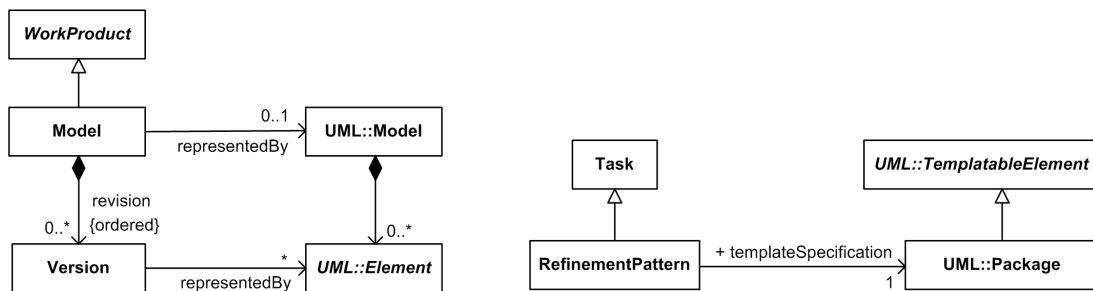 WorkProduct
Model
0..1
representedBy
UML::Model
revision
{ordered}
0..*
0..*
Version
*
representedBy
UML::Element
Task
UML::TemplatableElement
RefinementPattern
+ templateSpecification
1
UML::Package